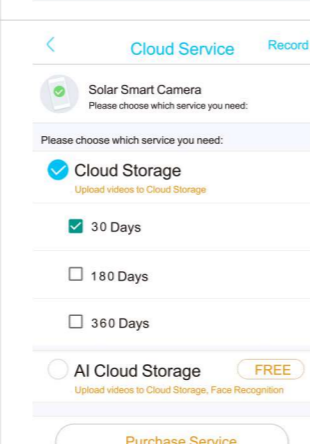 Cloud Service
Record
Solar Smart Camera
Please choose which service you need:
Please choose which service you need:
Cloud Storage
Upload videos to Cloud Storage
30 Days
180 Days
360 Days
AI Cloud Storage
FREE
Upload videos to Cloud Storage, Face Recognition
Purchase Service